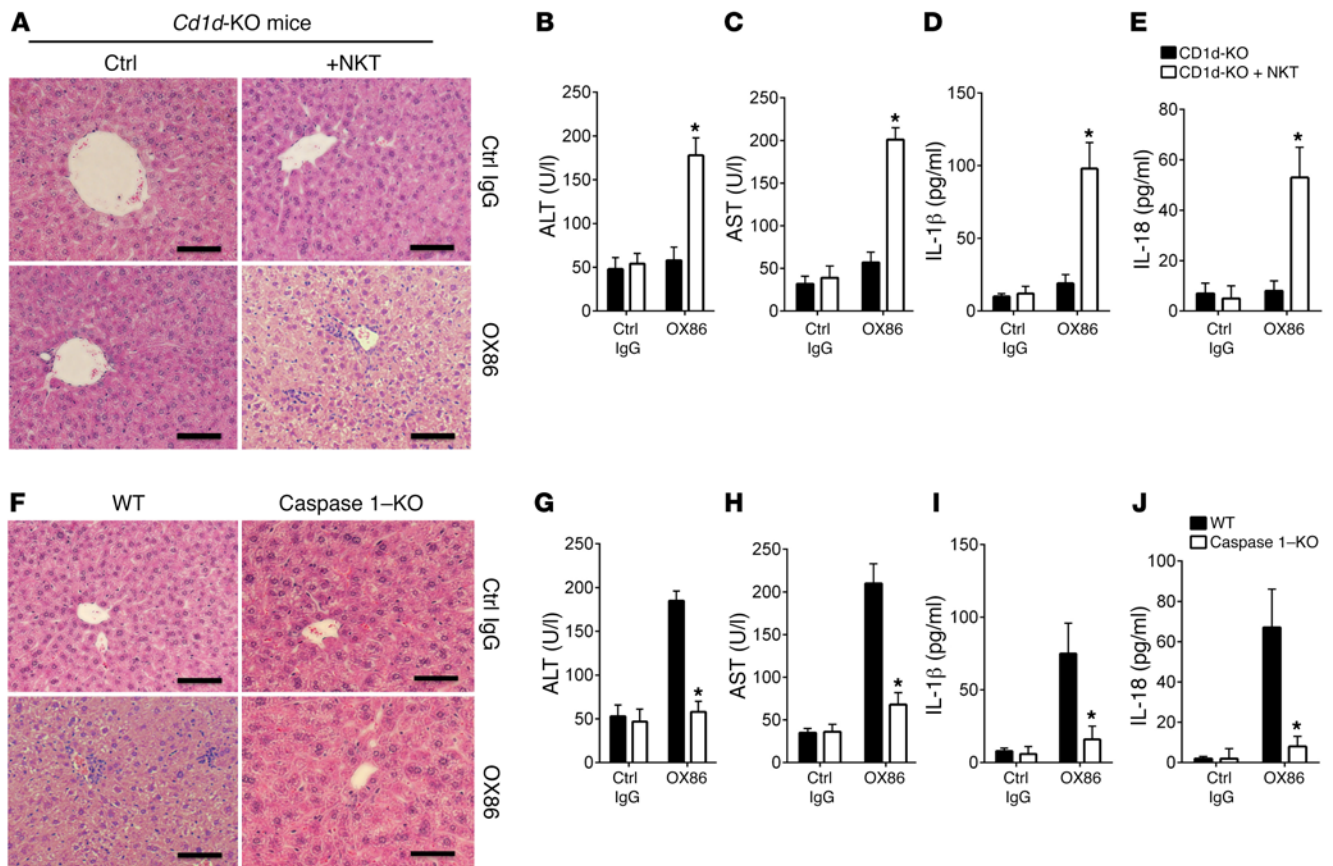 A
Cd1d-KO mice
Ctrl
+NKT
Ctrl IgG
OX86
B
ALT (U/l)
250
200
150
100
50
0
Ctrl
IgG
OX86
*
C
AST (U/l)
250
200
150
100
50
0
Ctrl
IgG
OX86
*
D
IL-1β (pg/ml)
150
100
50
0
Ctrl
IgG
OX86
*
E
CD1d-KO
CD1d-KO + NKT
IL-18 (pg/ml)
80
60
40
20
0
Ctrl
IgG
OX86
*
F
WT
Caspase 1–KO
Ctrl IgG
OX86
G
ALT (U/l)
250
200
150
100
50
0
Ctrl
IgG
OX86
*
H
AST (U/l)
250
200
150
100
50
0
Ctrl
IgG
OX86
*
I
IL-1β (pg/ml)
150
100
50
0
Ctrl
IgG
OX86
*
J
WT
Caspase 1–KO
IL-18 (pg/ml)
100
80
60
40
20
0
Ctrl
IgG
OX86
*